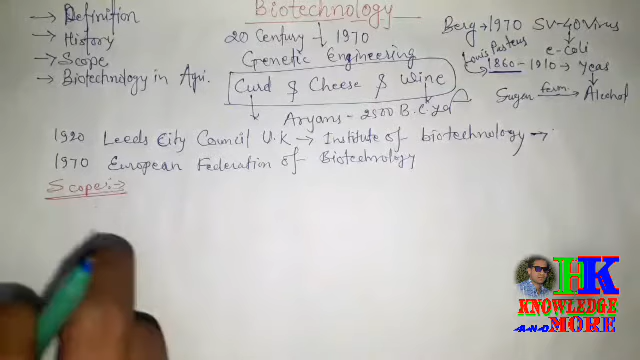 Biotechnology
→ Definition
→ History
→ Scope
→ Biotechnology in Agri.
20 Century → 1970
Genetic Engineering
Curd & Cheese & Wine
Aryans - 2500 B.C
Berg → 1970 SV-40 Virus
e-Coli
Louis Pasteus
1860 - 1910 → Yeas
Sugar ferm. → Alcohol
1920 Leeds City Council U.K → Institute of biotechnology →
1970 European Federation of Biotechnology
Scope :→
HK
KNOWLEDGE
AND MORE